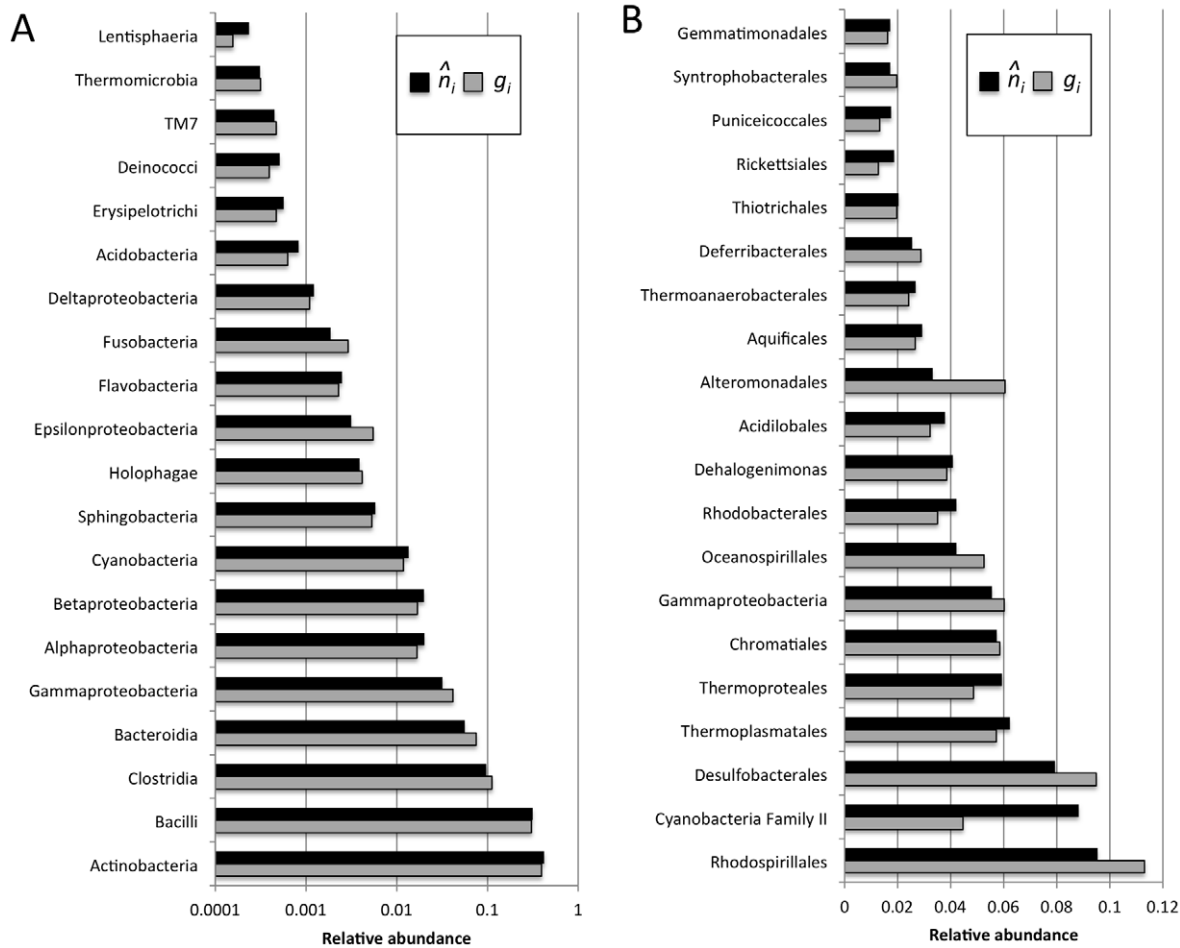 A
Lentisphaeria
Thermomicrobia
TM7
Deinococci
Erysipelotrichi
Acidobacteria
Deltaproteobacteria
Fusobacteria
Flavobacteria
Epsilonproteobacteria
Holophagae
Sphingobacteria
Cyanobacteria
Betaproteobacteria
Alphaproteobacteria
Gammaproteobacteria
Bacteroidia
Clostridia
Bacilli
Actinobacteria
n̂i gi
0.0001 0.001 0.01 0.1 1
Relative abundance
B
Gemmatimonadales
Syntrophobacterales
Puniceicoccales
Rickettsiales
Thiotrichales
Deferribacterales
Thermoanaerobacterales
Aquificales
Alteromonadales
Acidilobales
Dehalogenimonas
Rhodobacterales
Oceanospirillales
Gammaproteobacteria
Chromatiales
Thermoproteales
Thermoplasmatales
Desulfobacterales
Cyanobacteria Family II
Rhodospirillales
n̂i gi
0 0.02 0.04 0.06 0.08 0.1 0.12
Relative abundance